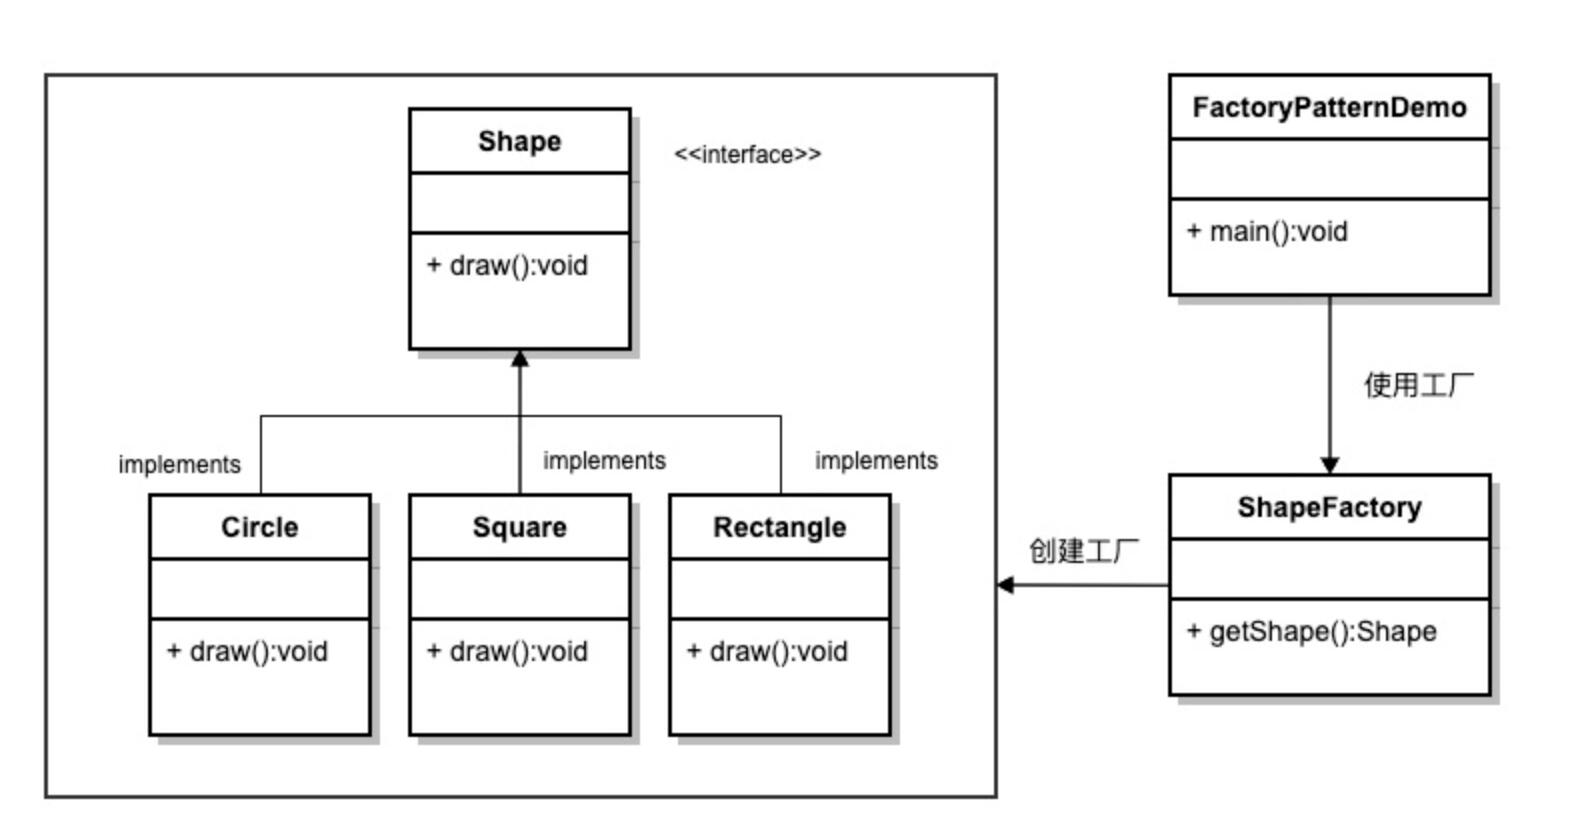 Shape
<<interface>>
+ draw():void
implements
implements
implements
Circle
+ draw():void
Square
+ draw():void
Rectangle
+ draw():void
FactoryPatternDemo
+ main():void
使用工厂
创建工厂
ShapeFactory
+ getShape():Shape